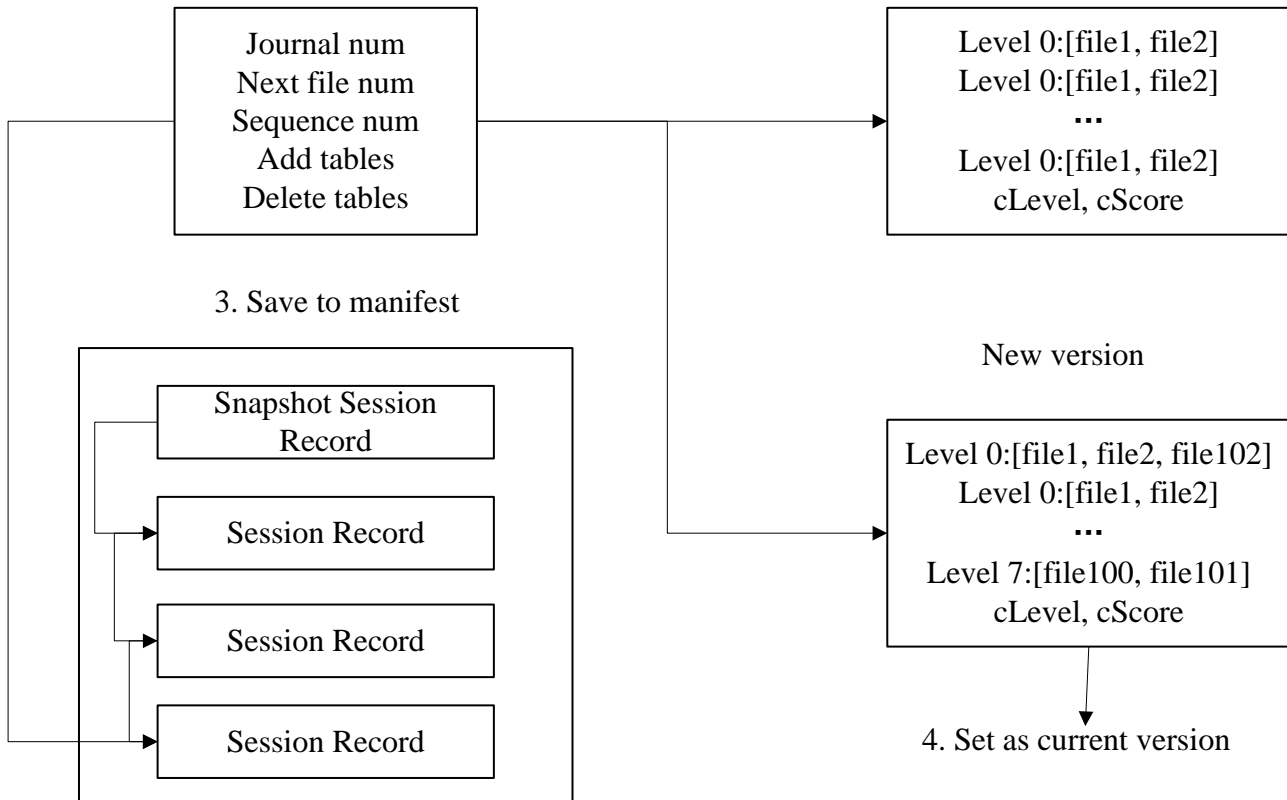 Journal num
Next file num
Sequence num
Add tables
Delete tables
Level 0:[file1, file2]
Level 0:[file1, file2]
...
Level 0:[file1, file2]
cLevel, cScore
3. Save to manifest
Snapshot Session
Record
Session Record
Session Record
Session Record
New version
Level 0:[file1, file2, file102]
Level 0:[file1, file2]
...
Level 7:[file100, file101]
cLevel, cScore
4. Set as current version